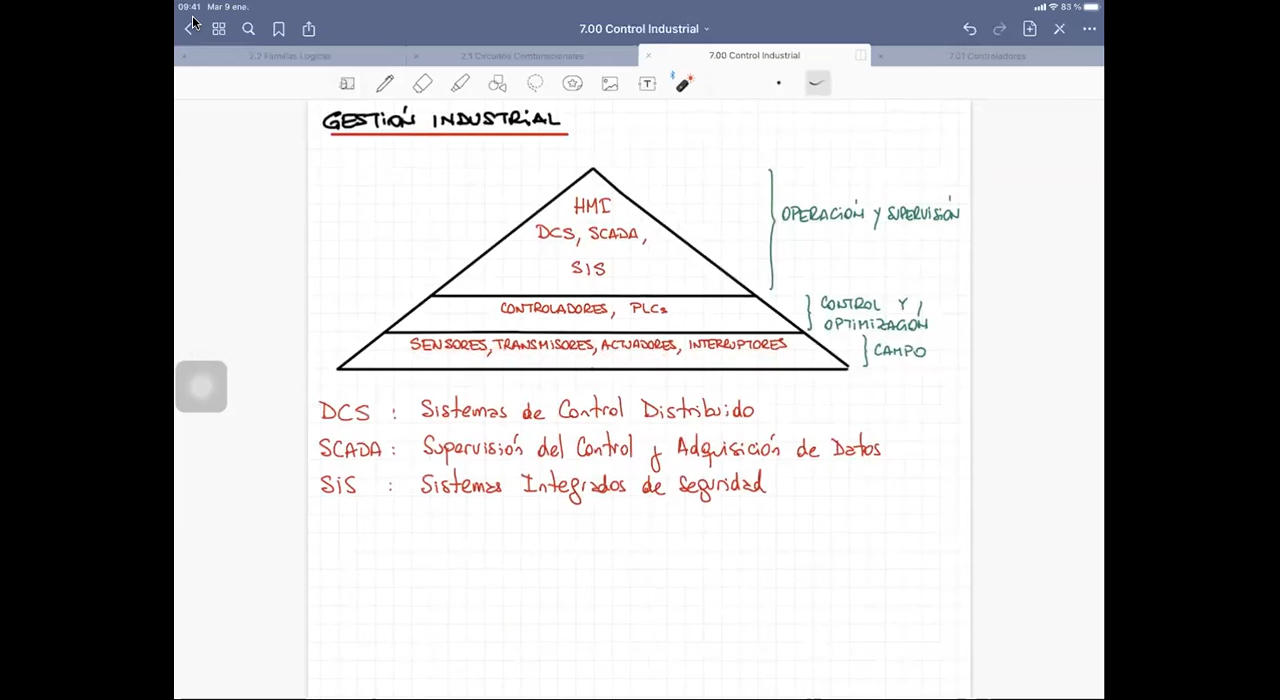 09:41 Mar 9 ene.
83 %
7.00 Control Industrial
2.2 Familias Logicas
2.1 Circuitos Combinacionales
7.00 Control Industrial
7.01 Controladores
GESTIÓN INDUSTRIAL
HMI
DCS, SCADA,
SIS
OPERACIÓN Y SUPERVISIÓN
CONTROLADORES, PLCs
CONTROL Y
OPTIMIZACIÓN
SENSORES, TRANSMISORES, ACTUADORES, INTERRUPTORES
CAMPO
DCS : Sistemas de Control Distribuido
SCADA : Supervisión del Control y Adquisición de Datos
SiS : Sistemas Integrados de Seguridad